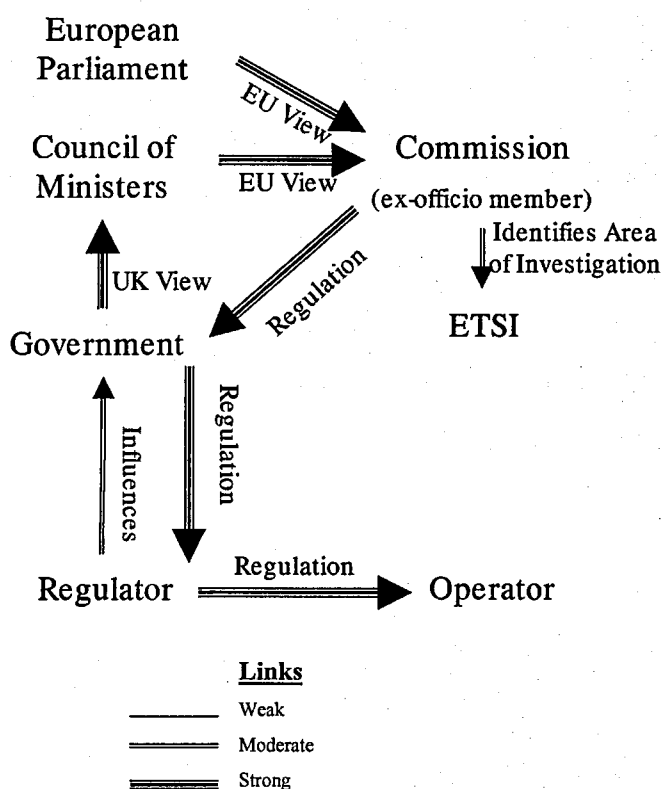 European
Parliament
EU View
Council of
Ministers
EU View
Commission
(ex-officio member)
Identifies Area
of Investigation
UK View
Regulation
ETSI
Government
Influences
Regulation
Regulator
Regulation
Operator
Links
Weak
Moderate
Strong